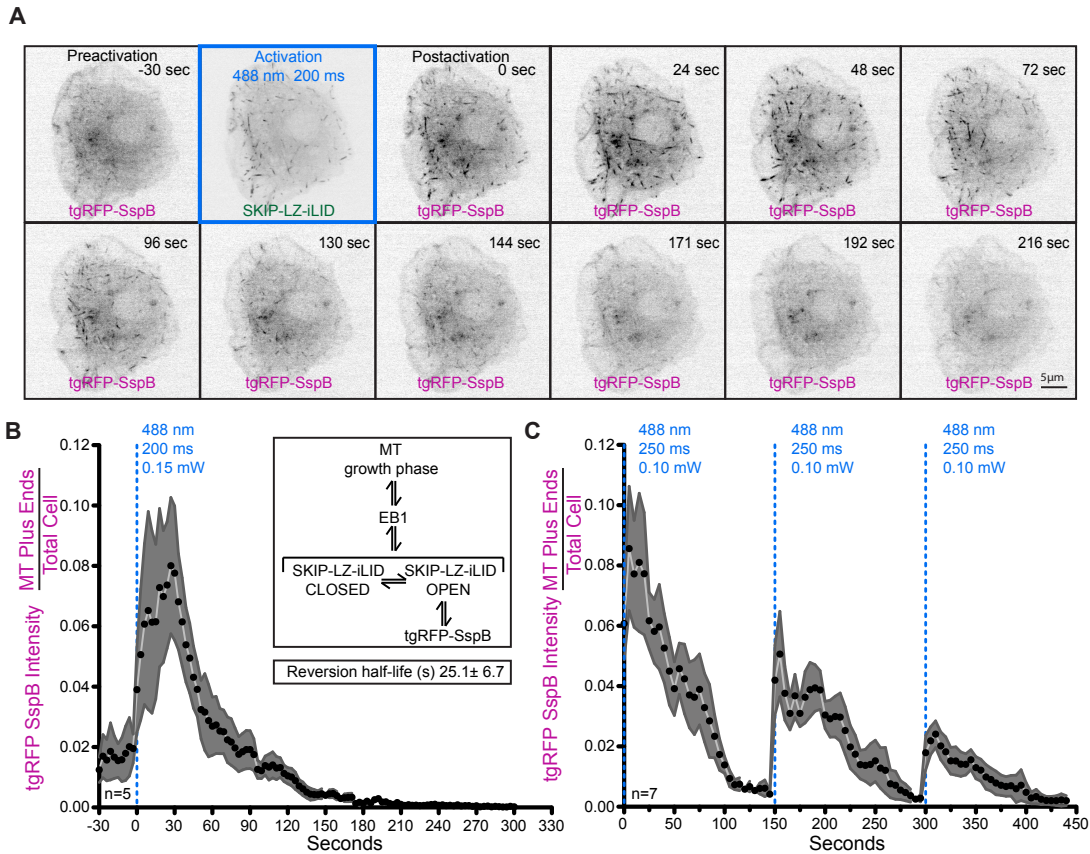 A
Preactivation
-30 sec
tgRFP-SspB
Activation
488 nm 200 ms
SKIP-LZ-iLID
Postactivation
0 sec
tgRFP-SspB
24 sec
tgRFP-SspB
48 sec
tgRFP-SspB
72 sec
tgRFP-SspB
96 sec
tgRFP-SspB
130 sec
tgRFP-SspB
144 sec
tgRFP-SspB
171 sec
tgRFP-SspB
192 sec
tgRFP-SspB
216 sec
5μm
tgRFP-SspB
B
488 nm
200 ms
0.15 mW
tgRFP SspB Intensity MT Plus Ends
Total Cell
0.12
0.10
0.08
0.06
0.04
0.02
0.00
n=5
-30 0 30 60 90 120 150 180 210 240 270 300 330
Seconds
MT
growth phase
EB1
SKIP-LZ-iLID SKIP-LZ-iLID
CLOSED OPEN
tgRFP-SspB
Reversion half-life (s) 25.1± 6.7
C
488 nm
250 ms
0.10 mW
488 nm
250 ms
0.10 mW
488 nm
250 ms
0.10 mW
tgRFP SspB Intensity MT Plus Ends
Total Cell
0.12
0.10
0.08
0.06
0.04
0.02
0.00
n=7
0 50 100 150 200 250 300 350 400 450
Seconds